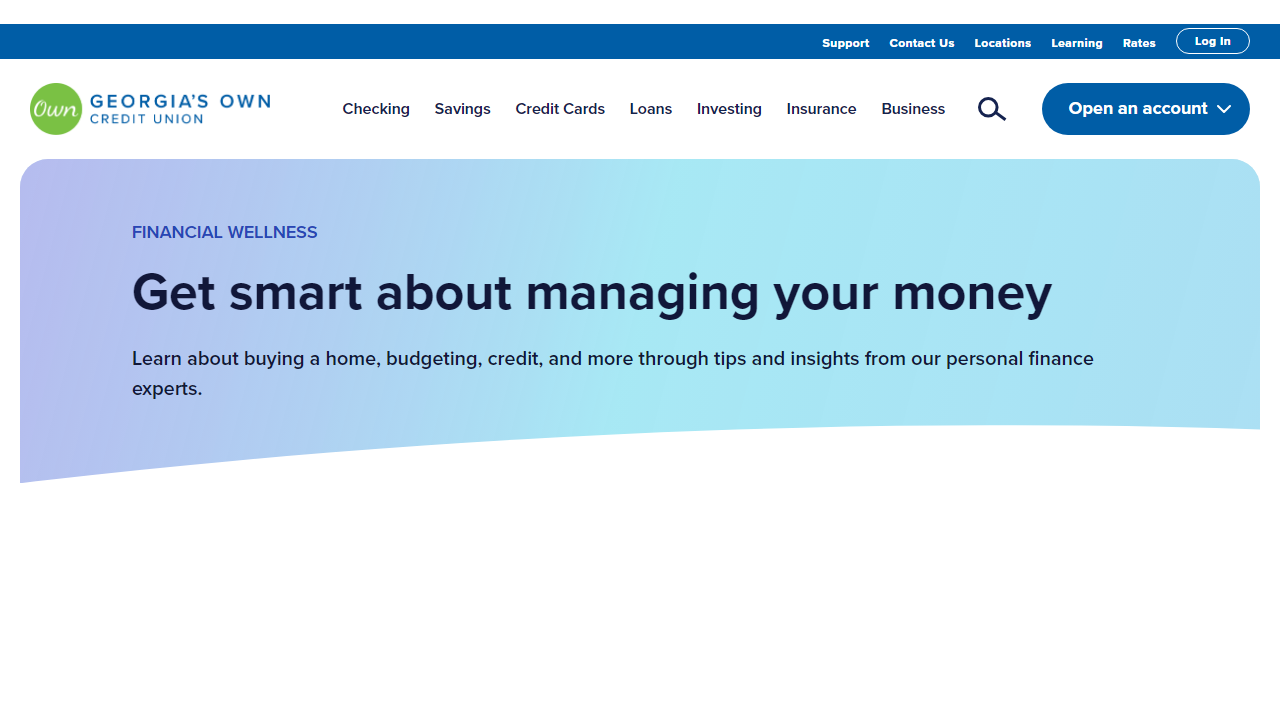 Support Contact Us Locations Learning Rates Log In
Own GEORGIA'S OWN
CREDIT UNION
Checking Savings Credit Cards Loans Investing Insurance Business Open an account
FINANCIAL WELLNESS
Get smart about managing your money
Learn about buying a home, budgeting, credit, and more through tips and insights from our personal finance
experts.